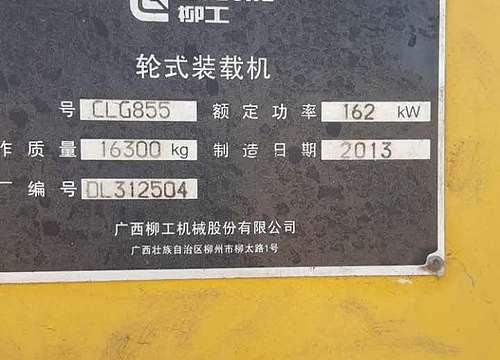 柳工
轮式装载机
号 CLG855 额定功率 162 kW
作质量 16300 kg 制造日期 2013
厂编号 DL312504
广西柳工机械股份有限公司
广西壮族自治区柳州市柳太路1号